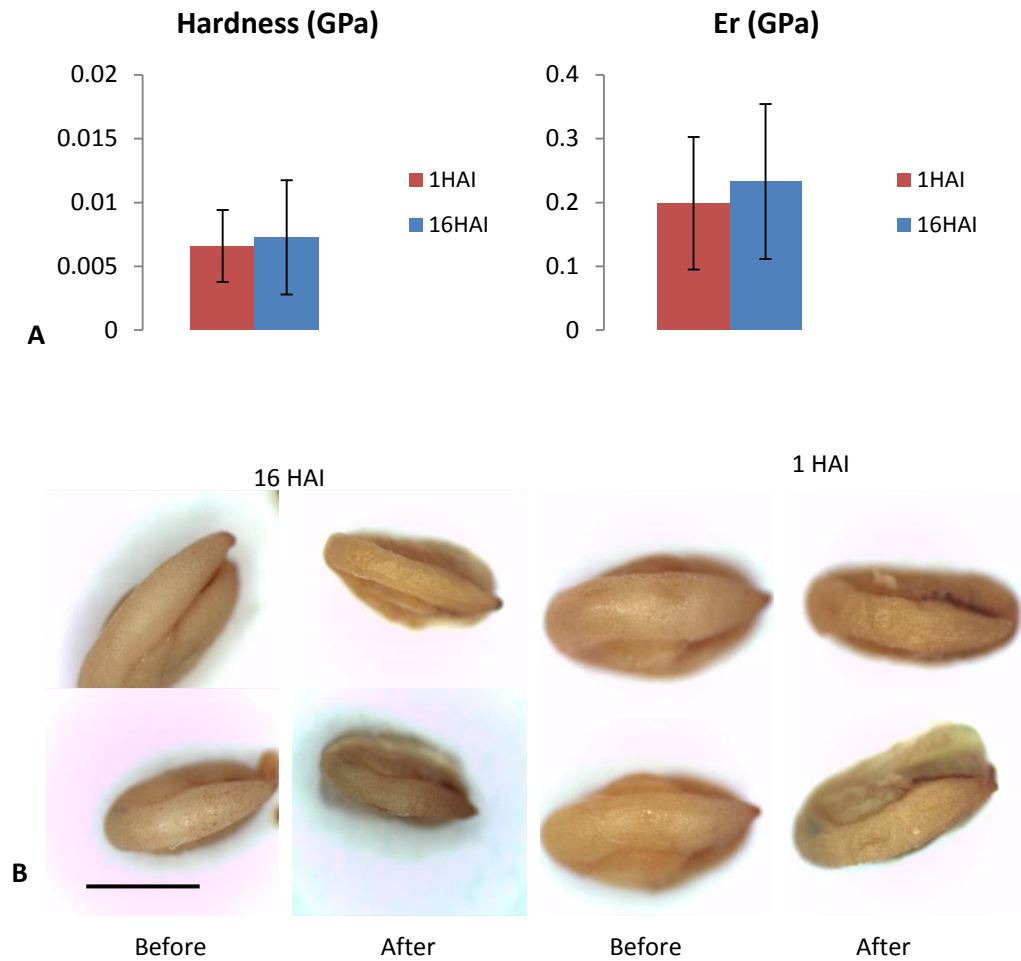 Hardness (GPa)
0.02
0.015
0.01
0.005
0
1HAI
16HAI
Er (GPa)
0.4
0.3
0.2
0.1
0
1HAI
16HAI
A
16 HAI
1 HAI
B
Before
After
Before
After